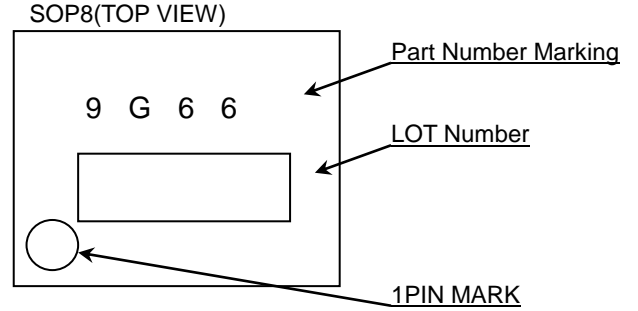 SOP8(TOP VIEW)
Part Number Marking
9 G 6 6
LOT Number
1PIN MARK